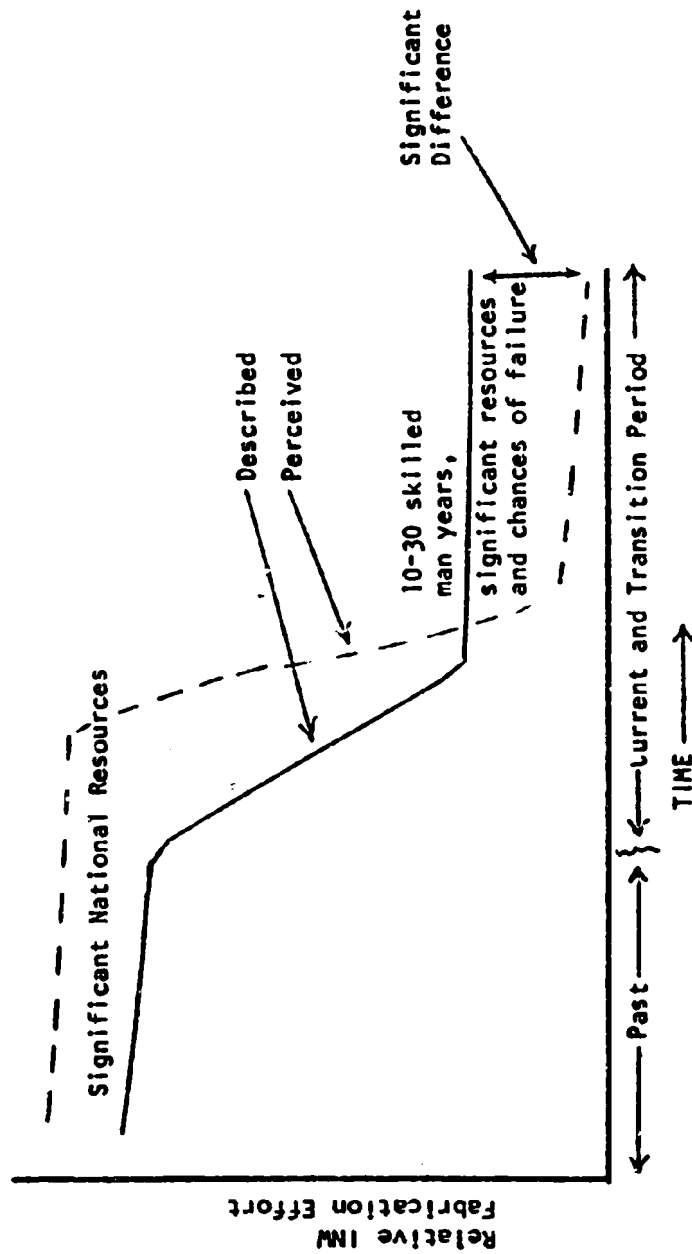 Relative INW
Fabrication Effort
Significant National Resources
Described
Perceived
10-30 skilled
man years,
significant resources
and chances of failure
Significant
Difference
Past
Current and Transition Period
TIME